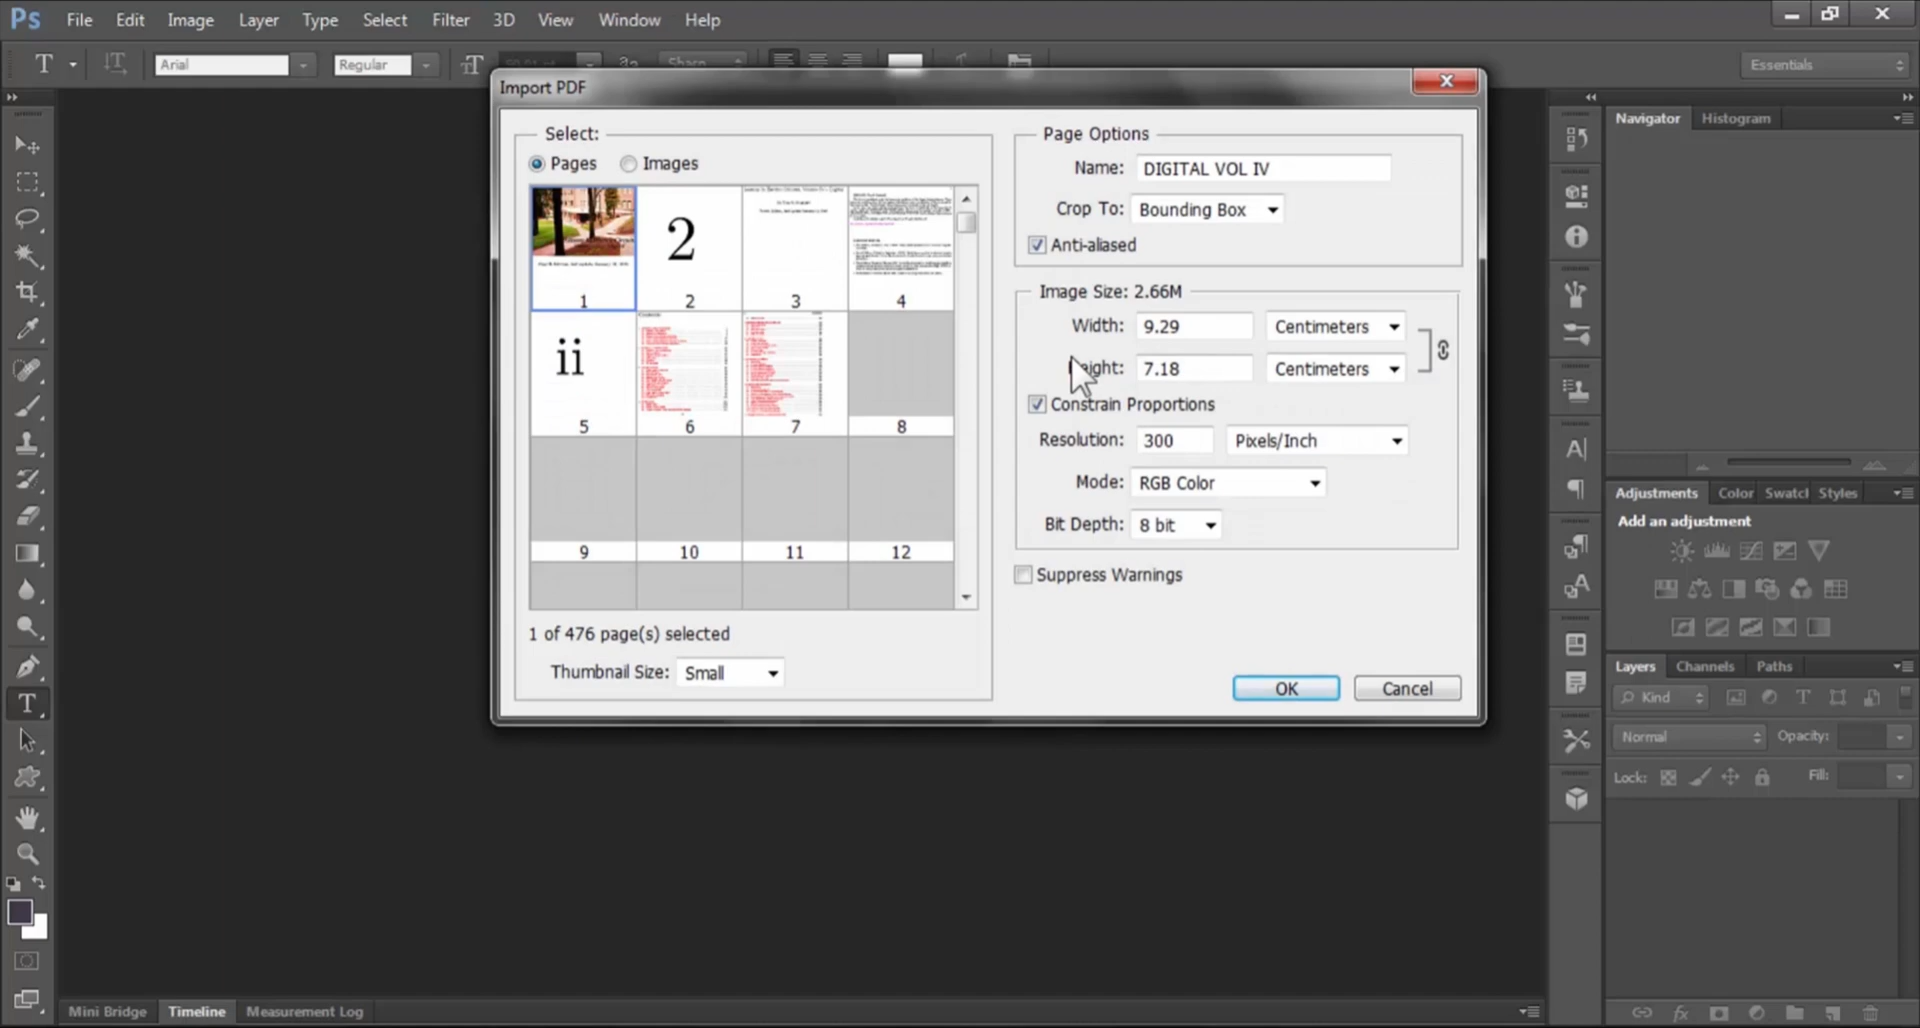 Ps File Edit Image Layer Type Select Filter 3D View Window Help
Arial Regular Sharp Essentials
Import PDF
Select:
Pages Images
2
1 2 3 4
ii
5 6 7 8
9 10 11 12
1 of 476 page(s) selected
Thumbnail Size: Small
Page Options
Name: DIGITAL VOL IV
Crop To: Bounding Box
Anti-aliased
Image Size: 2.66M
Width: 9.29 Centimeters
Height: 7.18 Centimeters
Constrain Proportions
Resolution: 300 Pixels/Inch
Mode: RGB Color
Bit Depth: 8 bit
Suppress Warnings
OK Cancel
Navigator Histogram
Adjustments Color Swatcl Styles
Add an adjustment
Layers Channels Paths
Kind
Normal Opacity:
Lock: Fill:
Mini Bridge Timeline Measurement Log